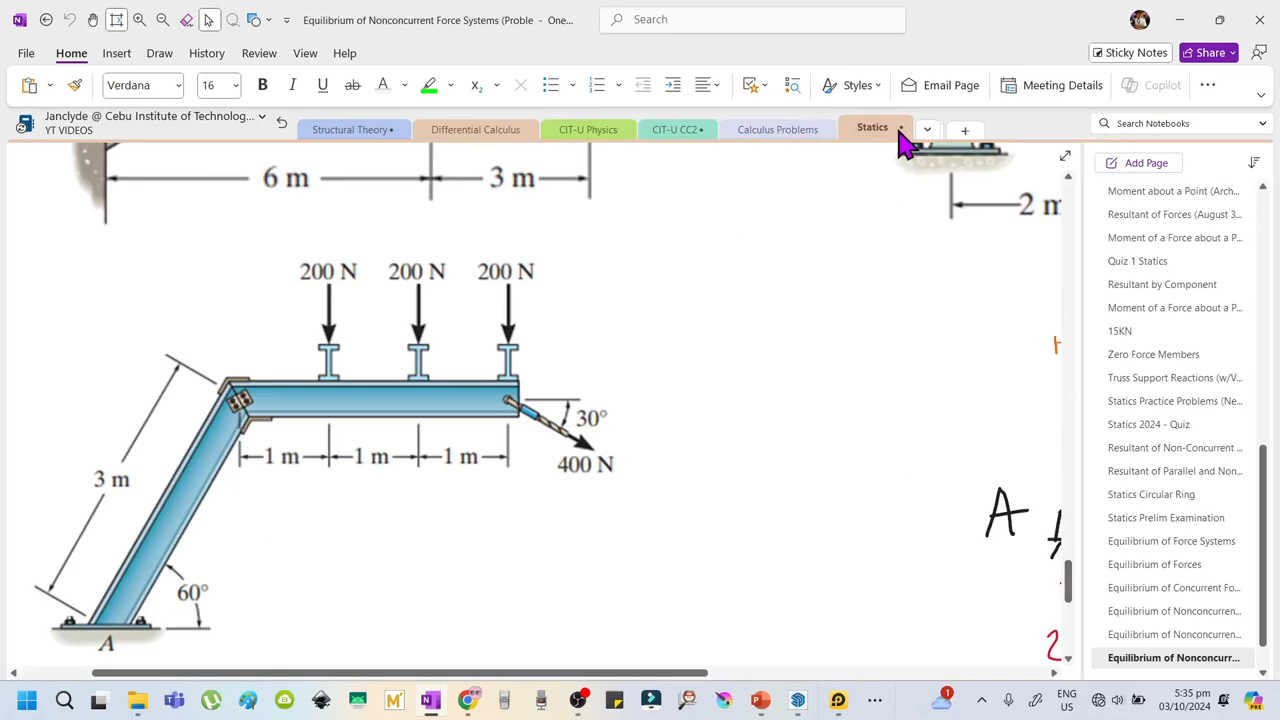 Equilibrium of Nonconcurrent Force Systems (Proble - One...
Search
File Home Insert Draw History Review View Help
Sticky Notes
Share
Verdana 16 B I U ab A X₂
Styles Email Page Meeting Details Copilot
Janclyde @ Cebu Institute of Technolog...
YT VIDEOS
Structural Theory Differential Calculus CIT-U Physics CIT-U CC2 Calculus Problems Statics
Search Notebooks
Add Page
6 m 3 m
2 m
200 N 200 N 200 N
30°
400 N
1 m 1 m 1 m
3 m
60°
A
A
2
Moment about a Point (Arch...
Resultant of Forces (August 3...
Moment of a Force about a P...
Quiz 1 Statics
Resultant by Component
Moment of a Force about a P...
15KN
Zero Force Members
Truss Support Reactions (w/V...
Statics Practice Problems (Ne...
Statics 2024 - Quiz
Resultant of Non-Concurrent ...
Resultant of Parallel and Non...
Statics Circular Ring
Statics Prelim Examination
Equilibrium of Force Systems
Equilibrium of Forces
Equilibrium of Concurrent Fo...
Equilibrium of Nonconcurren...
Equilibrium of Nonconcurren...
Equilibrium of Nonconcurr...
1
ENG
US
5:35 pm
03/10/2024